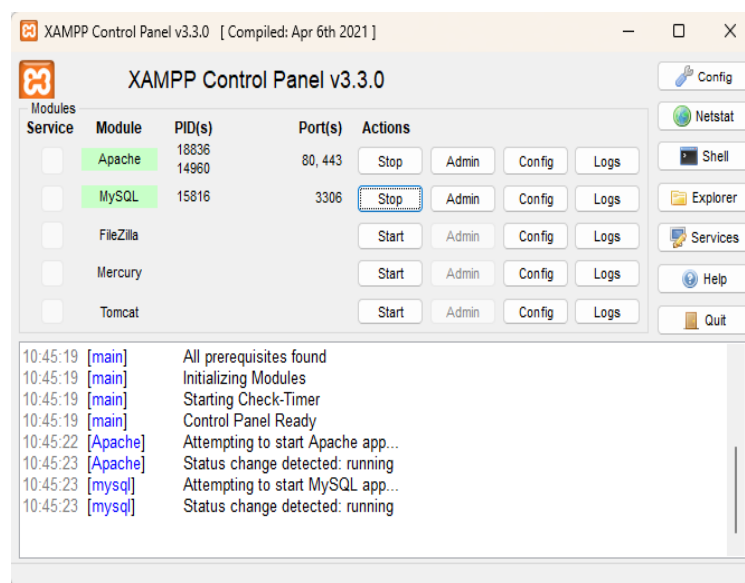 XAMPP Control Panel v3.3.0 [ Compiled: Apr 6th 2021 ]
XAMPP Control Panel v3.3.0
Config
Modules
Service Module PID(s) Port(s) Actions
Netstat
Apache 18836 14960 80, 443 Stop Admin Config Logs
Shell
MySQL 15816 3306 Stop Admin Config Logs
Explorer
FileZilla Start Admin Config Logs
Services
Mercury Start Admin Config Logs
Help
Tomcat Start Admin Config Logs
Quit
10:45:19 [main] All prerequisites found
10:45:19 [main] Initializing Modules
10:45:19 [main] Starting Check-Timer
10:45:19 [main] Control Panel Ready
10:45:22 [Apache] Attempting to start Apache app...
10:45:23 [Apache] Status change detected: running
10:45:23 [mysql] Attempting to start MySQL app...
10:45:23 [mysql] Status change detected: running